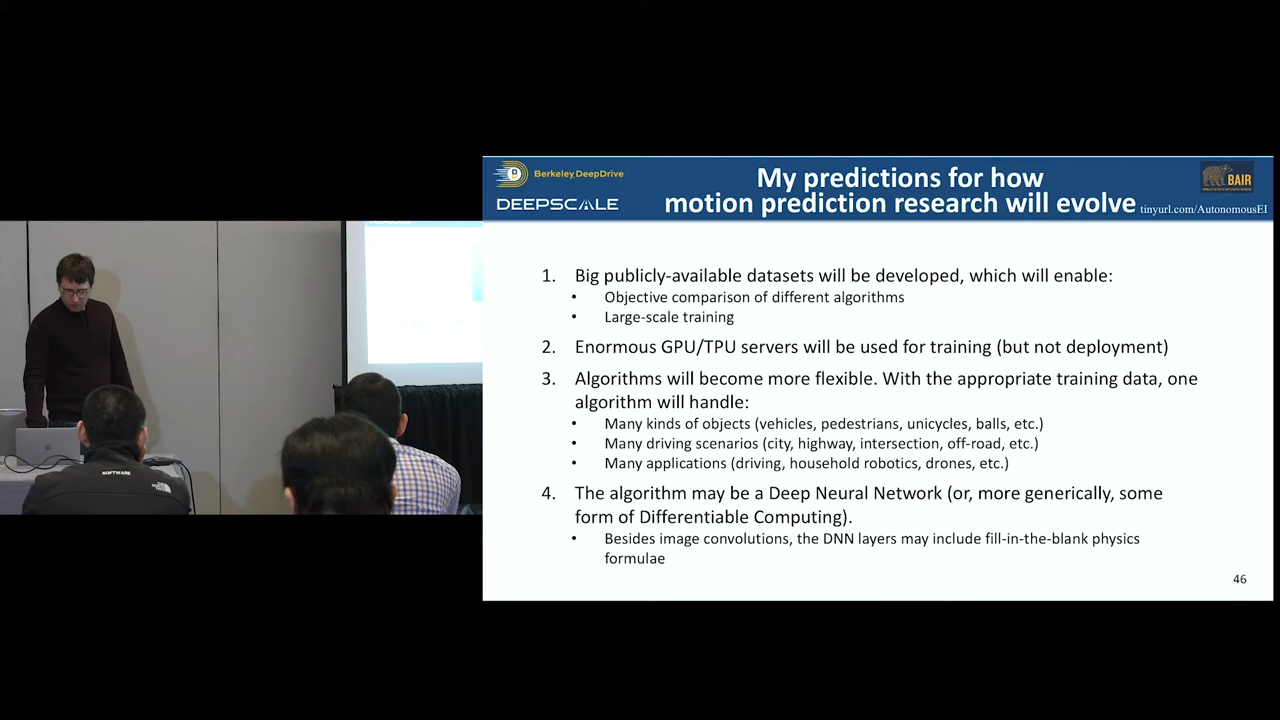 Berkeley DeepDrive
DEEPSCALE
My predictions for how
motion prediction research will evolve
BAIR
tinyurl.com/AutonomousEI
1. Big publicly-available datasets will be developed, which will enable:
• Objective comparison of different algorithms
• Large-scale training
2. Enormous GPU/TPU servers will be used for training (but not deployment)
3. Algorithms will become more flexible. With the appropriate training data, one
algorithm will handle:
• Many kinds of objects (vehicles, pedestrians, unicycles, balls, etc.)
• Many driving scenarios (city, highway, intersection, off-road, etc.)
• Many applications (driving, household robotics, drones, etc.)
4. The algorithm may be a Deep Neural Network (or, more generically, some
form of Differentiable Computing).
• Besides image convolutions, the DNN layers may include fill-in-the-blank physics
formulae
46
SOFTWARE